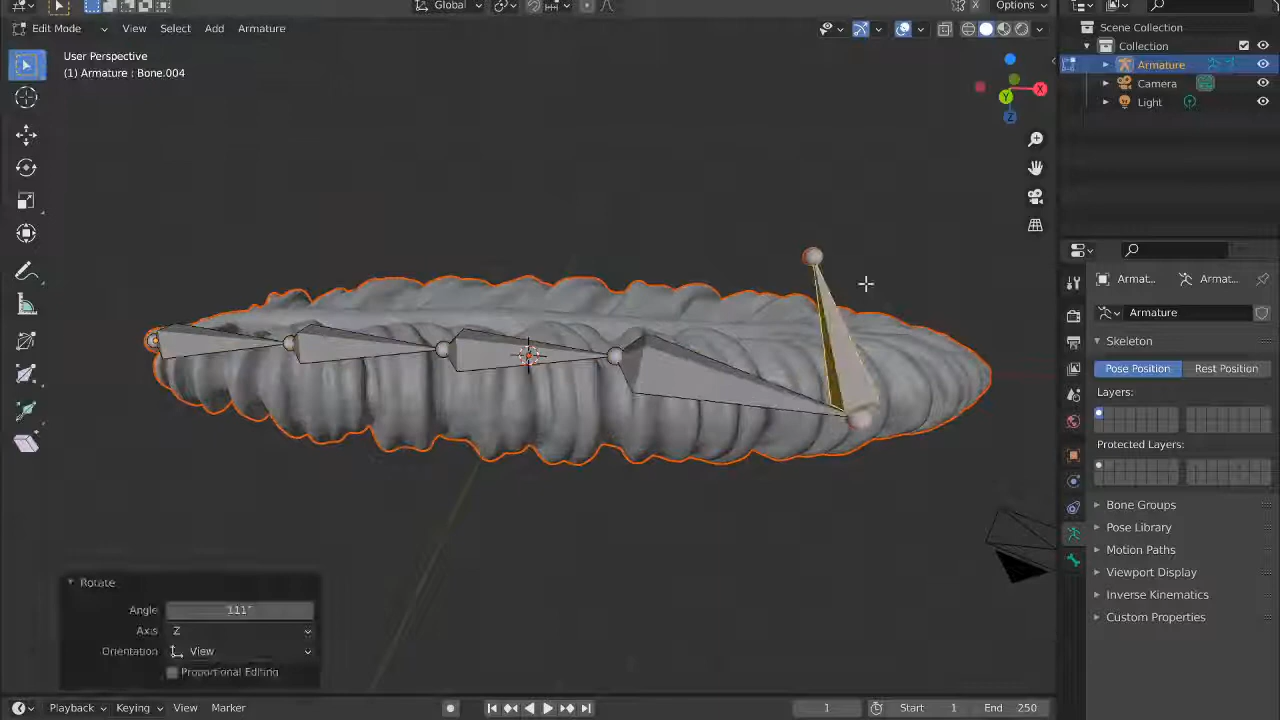 Global
Options
Edit Mode View Select Add Armature
User Perspective
(1) Armature : Bone.004
X
Y
Z
Scene Collection
Collection
Armature
Camera
Light
Armat...
Armat...
Armature
Skeleton
Pose Position Rest Position
Layers:
Protected Layers:
Bone Groups
Pose Library
Motion Paths
Viewport Display
Inverse Kinematics
Custom Properties
Rotate
Angle 111°
Axis Z
Orientation View
Proportional Editing
Playback Keying View Marker
1
Start 1
End 250